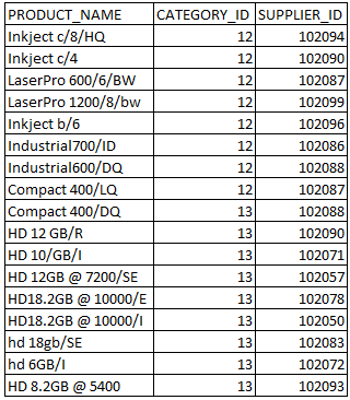 PRODUCT_NAME CATEGORY_ID SUPPLIER_ID
Inkject c/8/HQ 12 102094
Inkject c/4 12 102090
LaserPro 600/6/BW 12 102087
LaserPro 1200/8/bw 12 102099
Inkject b/6 12 102096
Industrial700/ID 12 102086
Industrial600/DQ 12 102088
Compact 400/LQ 12 102087
Compact 400/DQ 13 102088
HD 12 GB/R 13 102090
HD 10/GB/I 13 102071
HD 12GB @ 7200/SE 13 102057
HD18.2GB @ 10000/E 13 102078
HD18.2GB @ 10000/I 13 102050
hd 18gb/SE 13 102083
hd 6GB/I 13 102072
HD 8.2GB @ 5400 13 102093